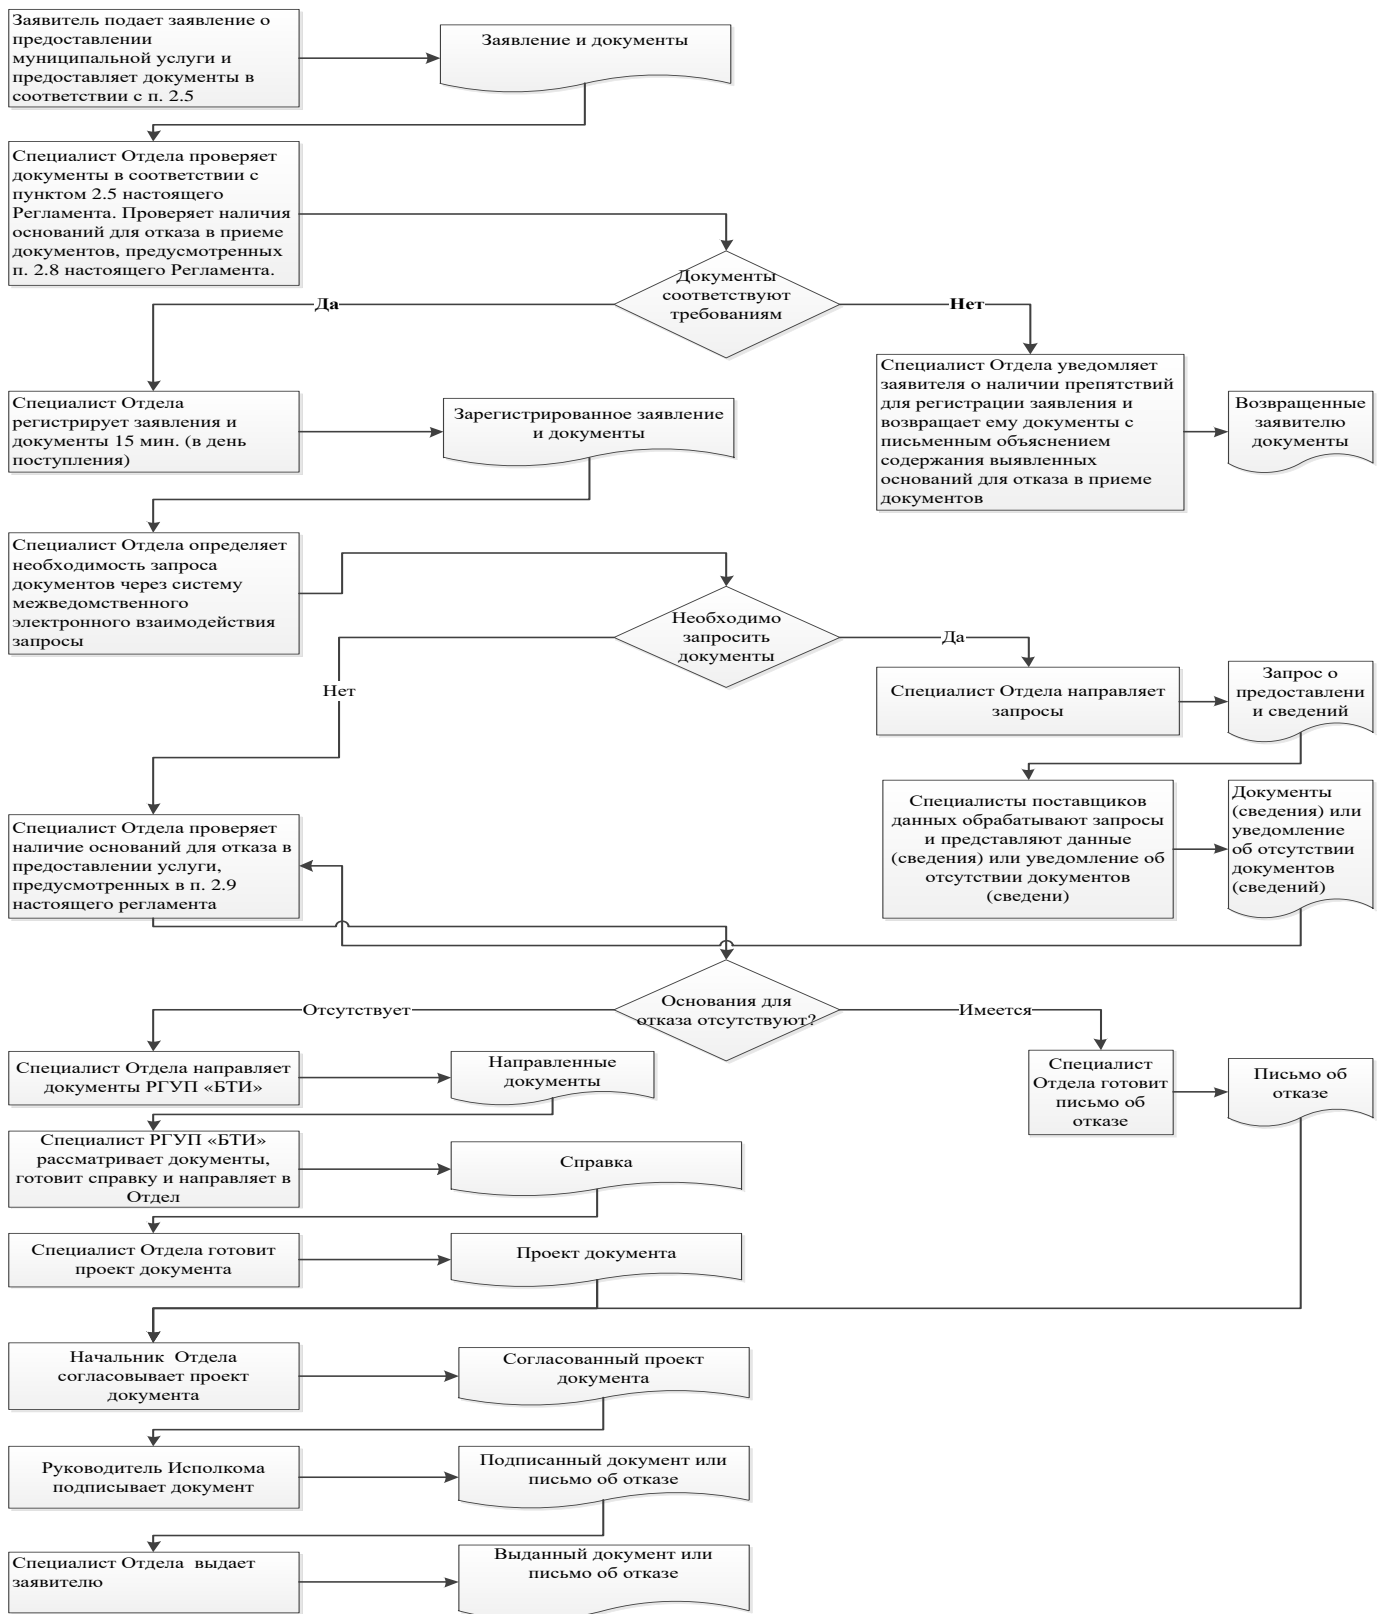 Заявитель подает заявление о
предоставлении
муниципальной услуги и
предоставляет документы в
соответствии с п. 2.5
Заявление и документы
Специалист Отдела проверяет
документы в соответствии с
пунктом 2.5 настоящего
Регламента. Проверяет наличия
оснований для отказа в приеме
документов, предусмотренных
п. 2.8 настоящего Регламента.
Документы
соответствуют
требованиям
Да
Нет
Специалист Отдела
регистрирует заявления и
документы 15 мин. (в день
поступления)
Зарегистрированное заявление
и документы
Специалист Отдела уведомляет
заявителя о наличии препятствий
для регистрации заявления и
возвращает ему документы с
письменным объяснением
содержания выявленных
оснований для отказа в приеме
документов
Возвращенные
заявителю
документы
Специалист Отдела определяет
необходимость запроса
документов через систему
межведомственного
электронного взаимодействия
запросы
Необходимо
запросить
документы
Да
Нет
Специалист Отдела направляет
запросы
Запрос о
предоставлени
и сведений
Специалисты поставщиков
данных обрабатывают запросы
и представляют данные
(сведения) или уведомление об
отсутствии документов
(сведени)
Документы
(сведения) или
уведомление
об отсутствии
документов
(сведений)
Специалист Отдела проверяет
наличие оснований для отказа в
предоставлении услуги,
предусмотренных в п. 2.9
настоящего регламента
Основания для
отказа отсутствуют?
Отсутствует
Имеется
Специалист Отдела направляет
документы РГУП «БТИ»
Направленные
документы
Специалист
Отдела готовит
письмо об
отказе
Письмо об
отказе
Специалист РГУП «БТИ»
рассматривает документы,
готовит справку и направляет в
Отдел
Справка
Специалист Отдела готовит
проект документа
Проект документа
Начальник Отдела
согласовывает проект
документа
Согласованный проект
документа
Руководитель Исполкома
подписывает документ
Подписанный документ или
письмо об отказе
Специалист Отдела выдает
заявителю
Выданный документ или
письмо об отказе